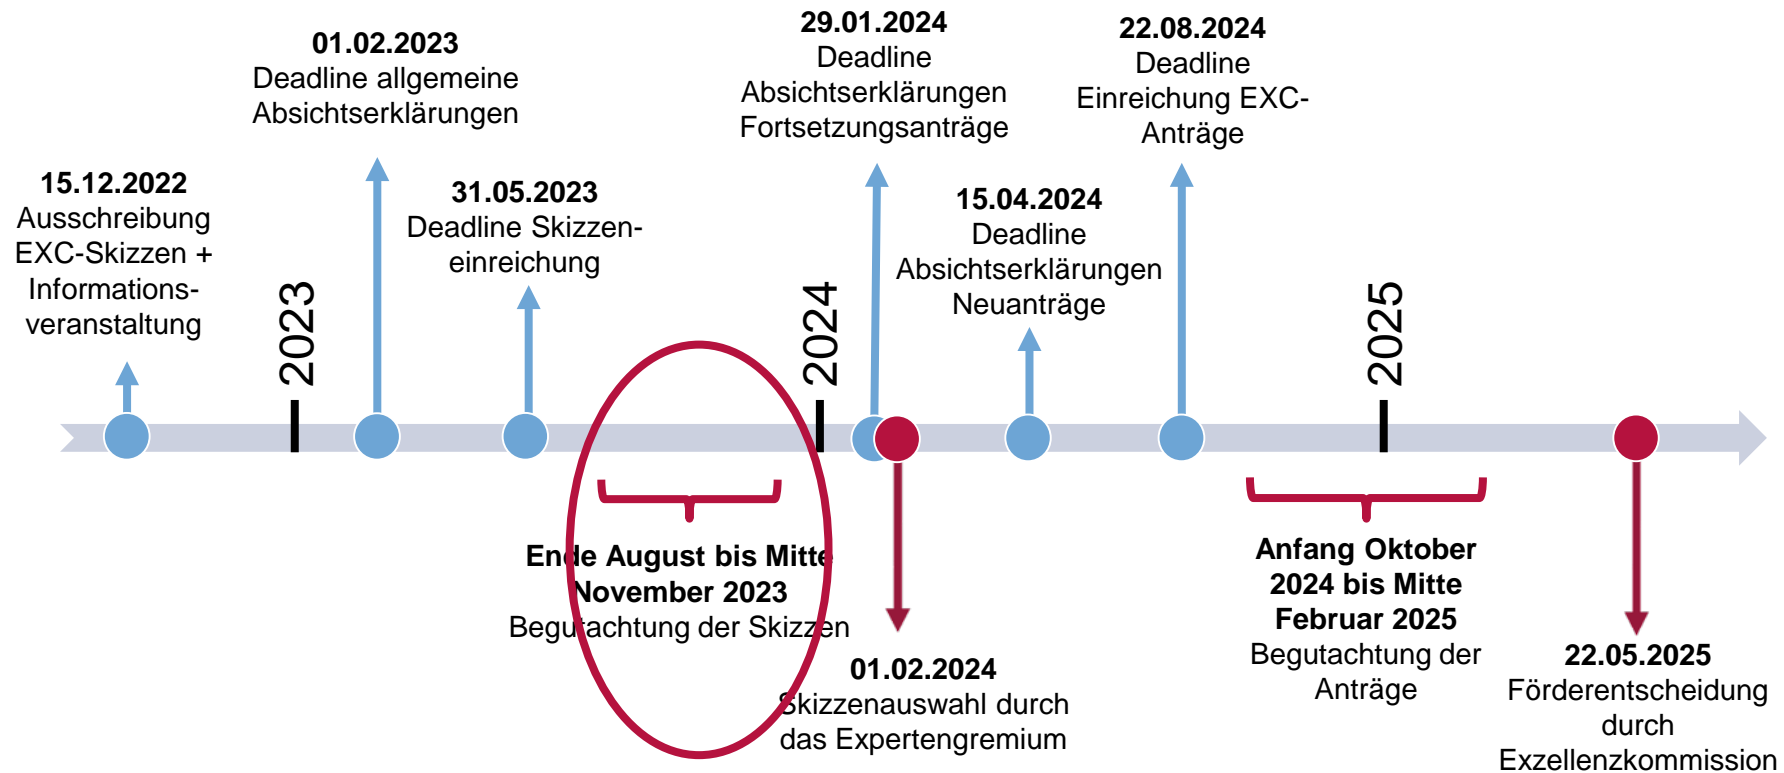 15.12.2022
Ausschreibung
EXC-Skizzen +
Informations-
veranstaltung
2023
01.02.2023
Deadline allgemeine
Absichtserklärungen
31.05.2023
Deadline Skizzen-
einreichung
Ende August bis Mitte
November 2023
Begutachtung der Skizzen
2024
29.01.2024
Deadline
Absichtserklärungen
Fortsetzungsanträge
01.02.2024
Skizzenauswahl durch
das Expertengremium
15.04.2024
Deadline
Absichtserklärungen
Neuanträge
22.08.2024
Deadline
Einreichung EXC-
Anträge
Anfang Oktober
2024 bis Mitte
Februar 2025
Begutachtung der
Anträge
2025
22.05.2025
Förderentscheidung
durch
Exzellenzkommission